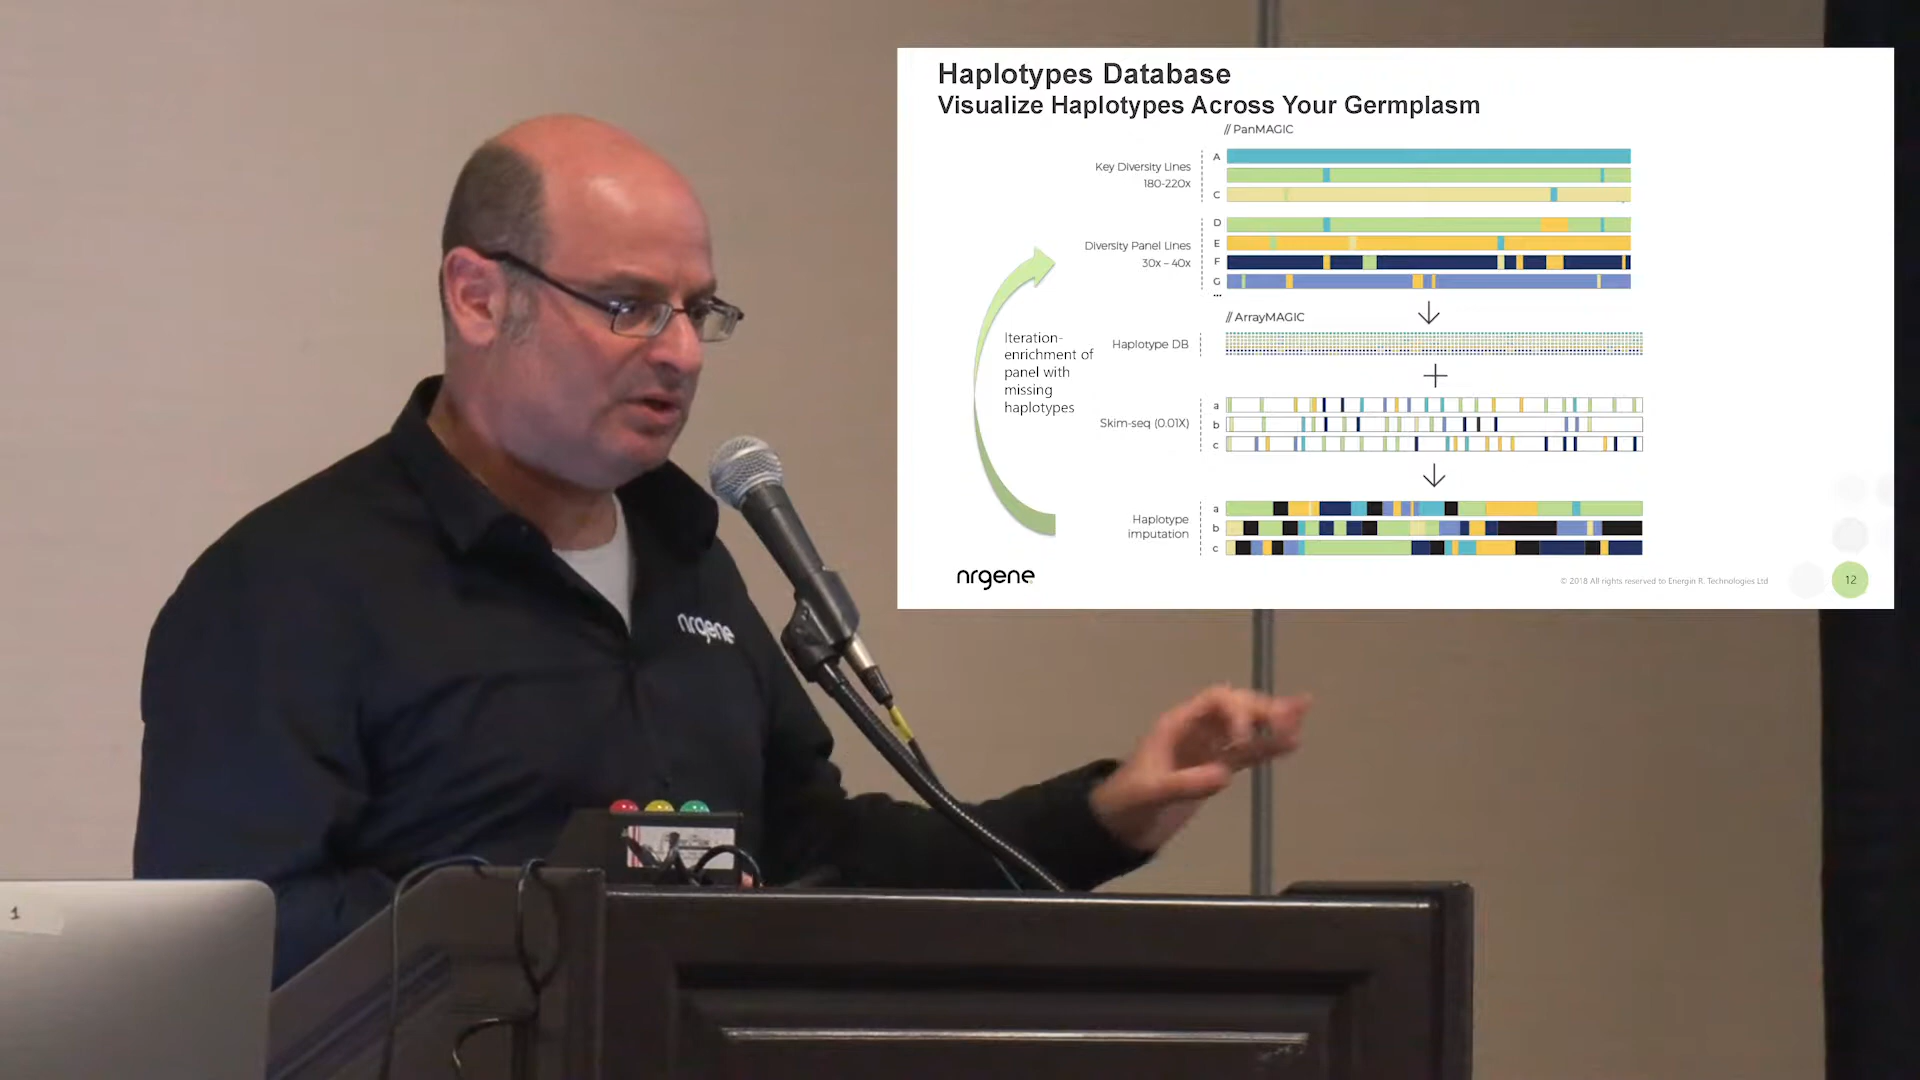 Haplotypes Database
Visualize Haplotypes Across Your Germplasm
// PanMAGIC
Key Diversity Lines
180-220x
A
C
Diversity Panel Lines
30x – 40x
D
E
F
G
...
// ArrayMAGIC
Haplotype DB
Iteration-
enrichment of
panel with
missing
haplotypes
Skim-seq (0.01X)
a
b
c
Haplotype
imputation
a
b
c
nrgene
© 2018 All rights reserved to Energin R. Technologies Ltd
12
nrgene
1